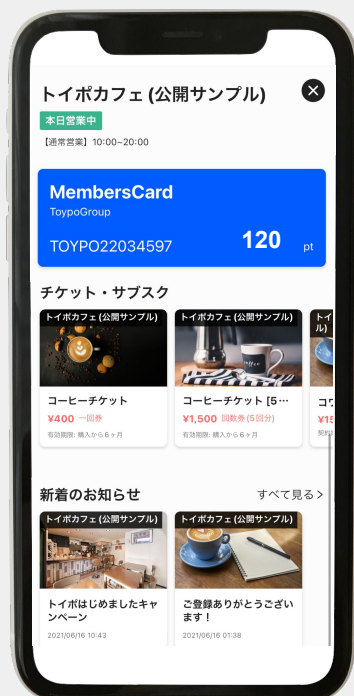 トイポカフェ (公開サンプル)
本日営業中
【通常営業】10:00~20:00
MembersCard
ToypoGroup
TOYPO22034597
120 pt
チケット・サブスク
トイポカフェ (公開サンプル)
コーヒーチケット
¥400 一回券
有効期限: 購入から6ヶ月
トイポカフェ (公開サンプル)
コーヒーチケット [5…
¥1,500 回数券 (5回分)
有効期限: 購入から6ヶ月
新着のお知らせ
すべて見る
トイポカフェ (公開サンプル)
トイポはじめましたキャ
ンペーン
2021/06/16 10:43
トイポカフェ (公開サンプル)
ご登録ありがとうござい
ます！
2021/06/16 01:38